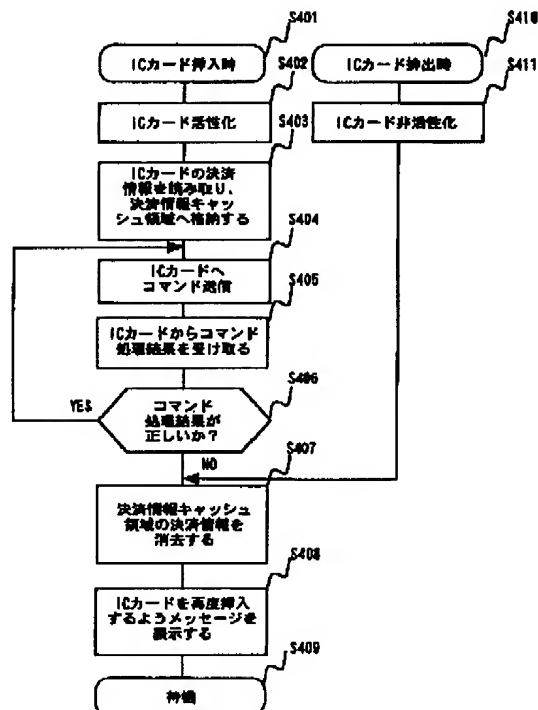 S401
ICカード挿入時
S402
ICカード活性化
S403
ICカードの決済
情報を読み取り、
決済情報キャッ
シュ領域へ格納する
S404
ICカードへ
コマンド送信
S405
ICカードからコマンド
処理結果を受け取る
S406
コマンド
処理結果が
正しいか？
YES
NO
S407
決済情報キャッシュ
領域の決済情報を
消去する
S408
ICカードを再度挿入
するようメッセージを
表示する
S409
待機
S410
ICカード排出時
S411
ICカード非活性化